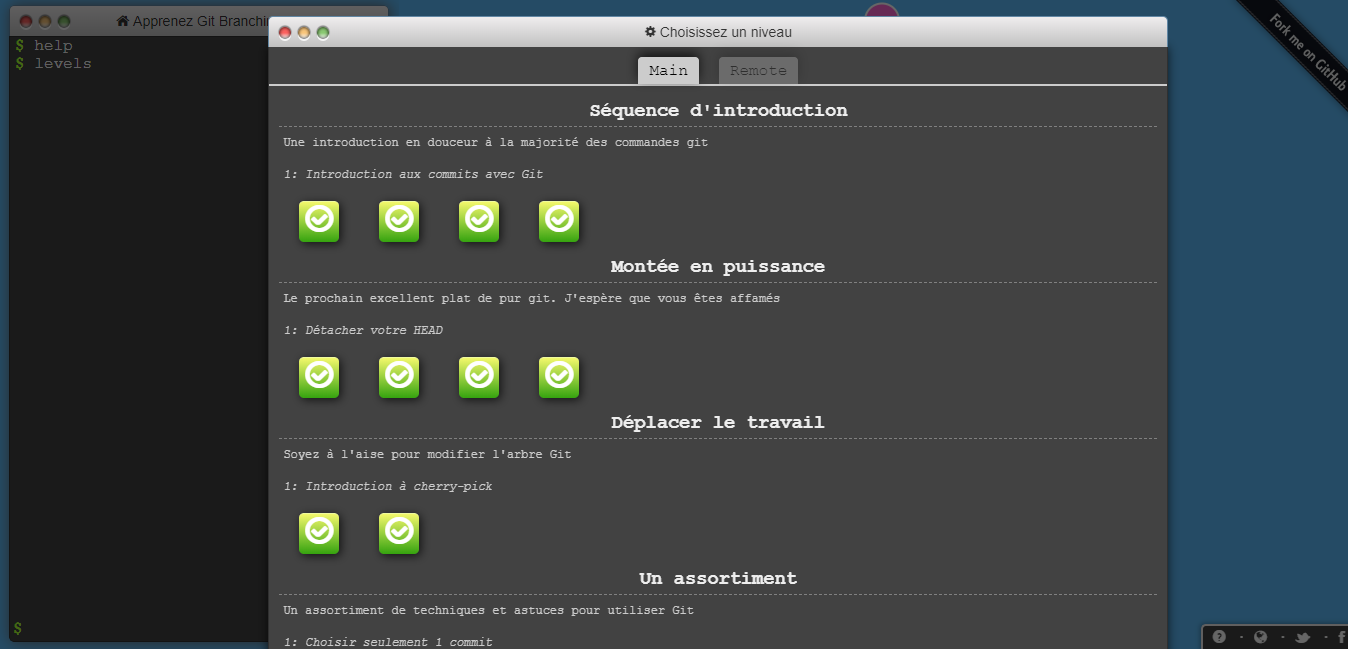 Apprenez Git Branchi
$ help
$ levels
$
Choisissez un niveau
Main
Remote
Séquence d'introduction
Une introduction en douceur à la majorité des commandes git
1: Introduction aux commits avec Git
Montée en puissance
Le prochain excellent plat de pur git. J'espère que vous êtes affamés
1: Détacher votre HEAD
Déplacer le travail
Soyez à l'aise pour modifier l'arbre Git
1: Introduction à cherry-pick
Un assortiment
Un assortiment de techniques et astuces pour utiliser Git
1: Choisir seulement 1 commit
Fork me on GitHub